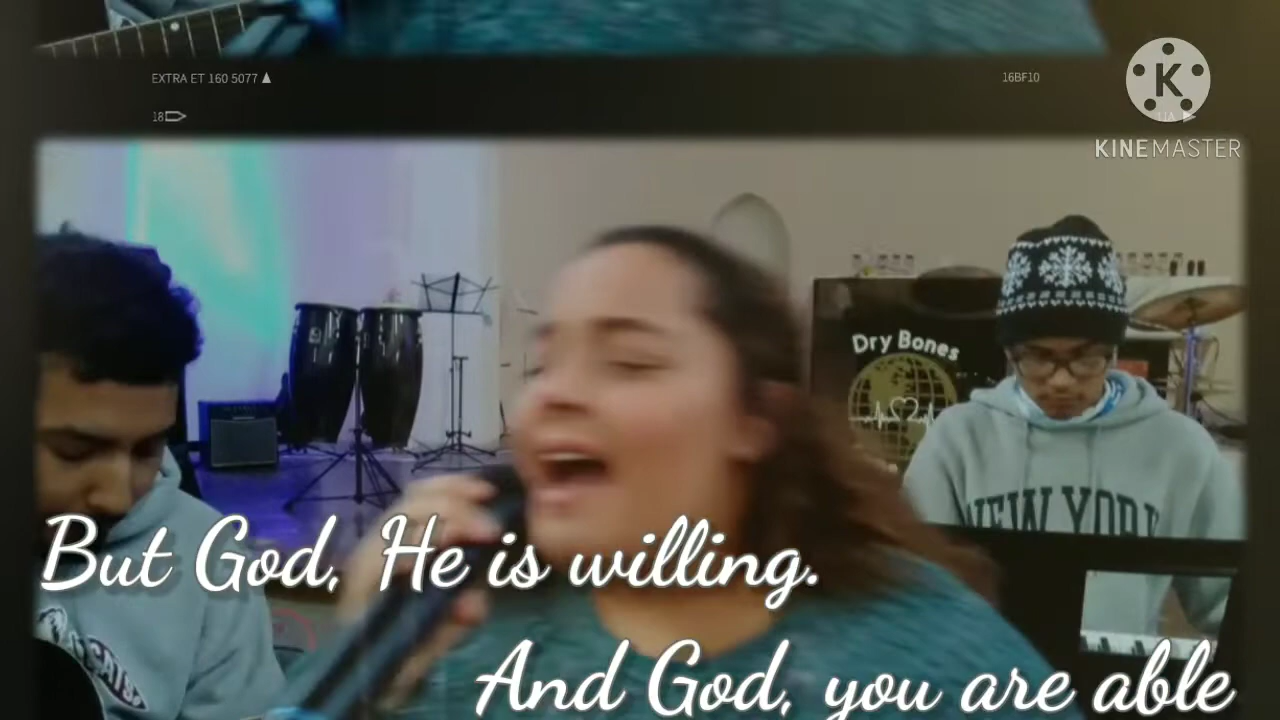 EXTRA ET 160 5077
16BF10
18
K
KINEMASTER
Dry Bones
NEW YORK
But God, He is willing.
And God, you are able